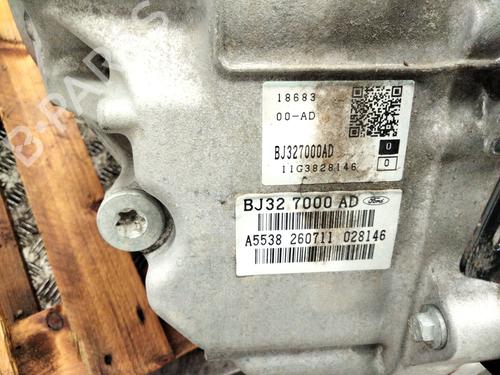 B-PARTS
18683
00-AD
BJ327000AD 0
11G3828146 0
BJ32 7000 AD Ford
A5538 260711 028146